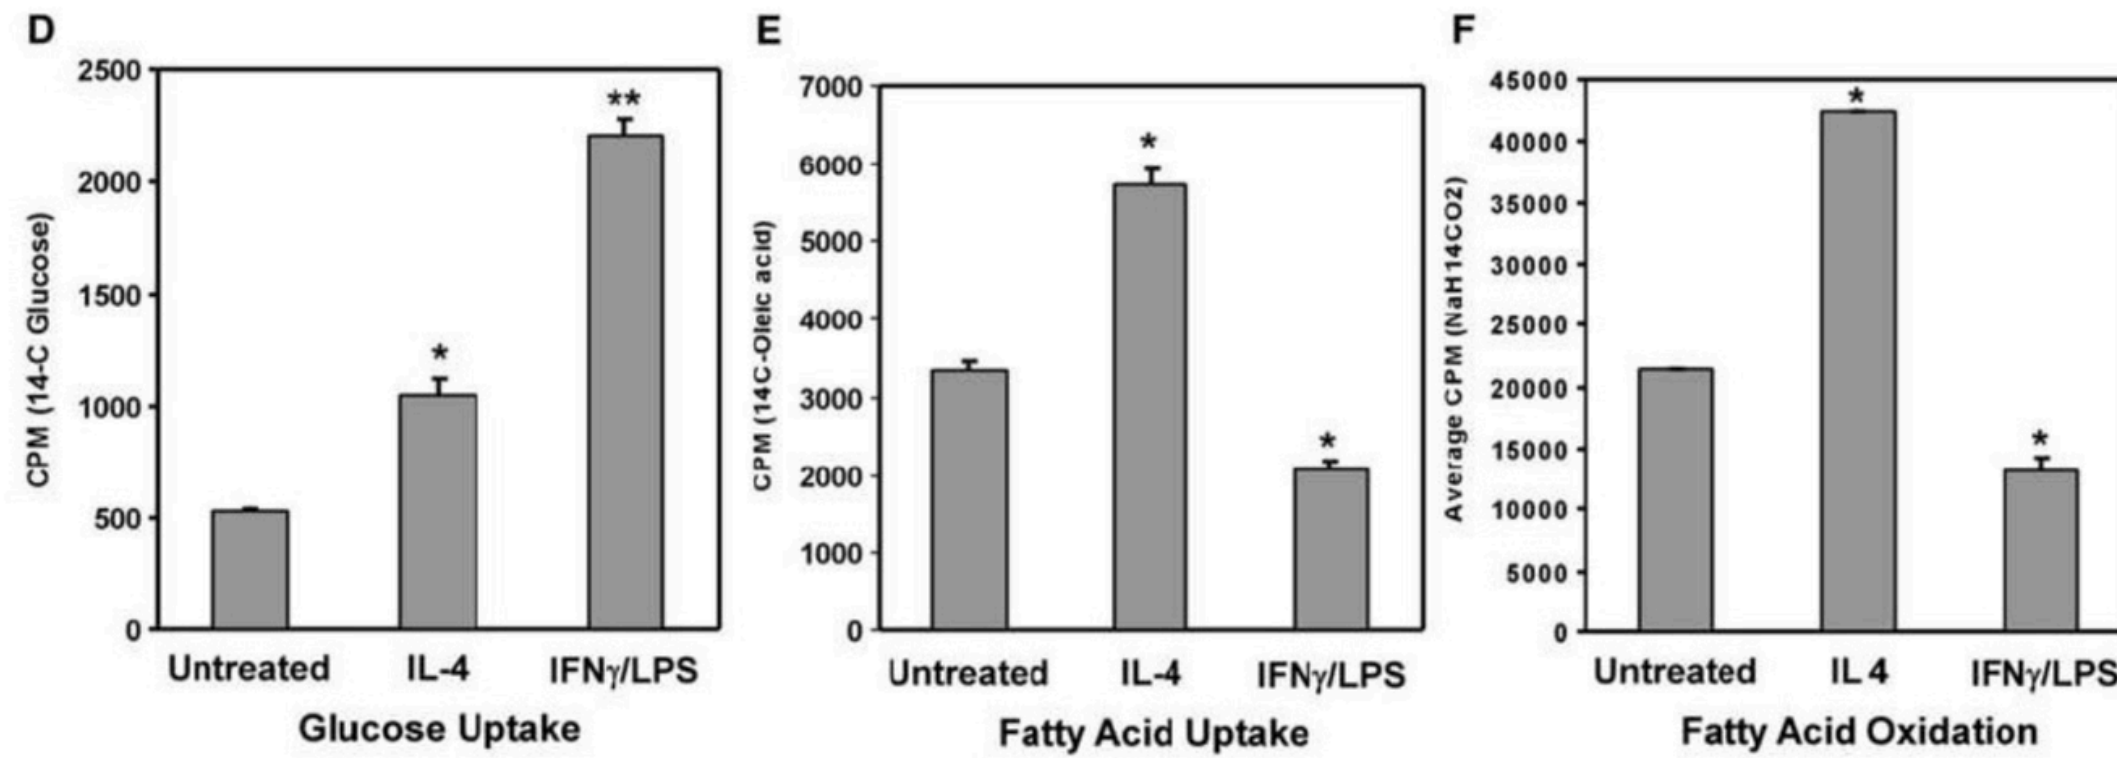 D
2500
2000
1500
1000
500
0
CPM (14-C Glucose)
*
**
Untreated IL-4 IFNγ/LPS
Glucose Uptake
E
7000
6000
5000
4000
3000
2000
1000
0
CPM (14C-Oleic acid)
*
*
Untreated IL-4 IFNγ/LPS
Fatty Acid Uptake
F
45000
40000
35000
30000
25000
20000
15000
10000
5000
0
Average CPM (NaH14CO2)
*
*
Untreated IL 4 IFNγ/LPS
Fatty Acid Oxidation